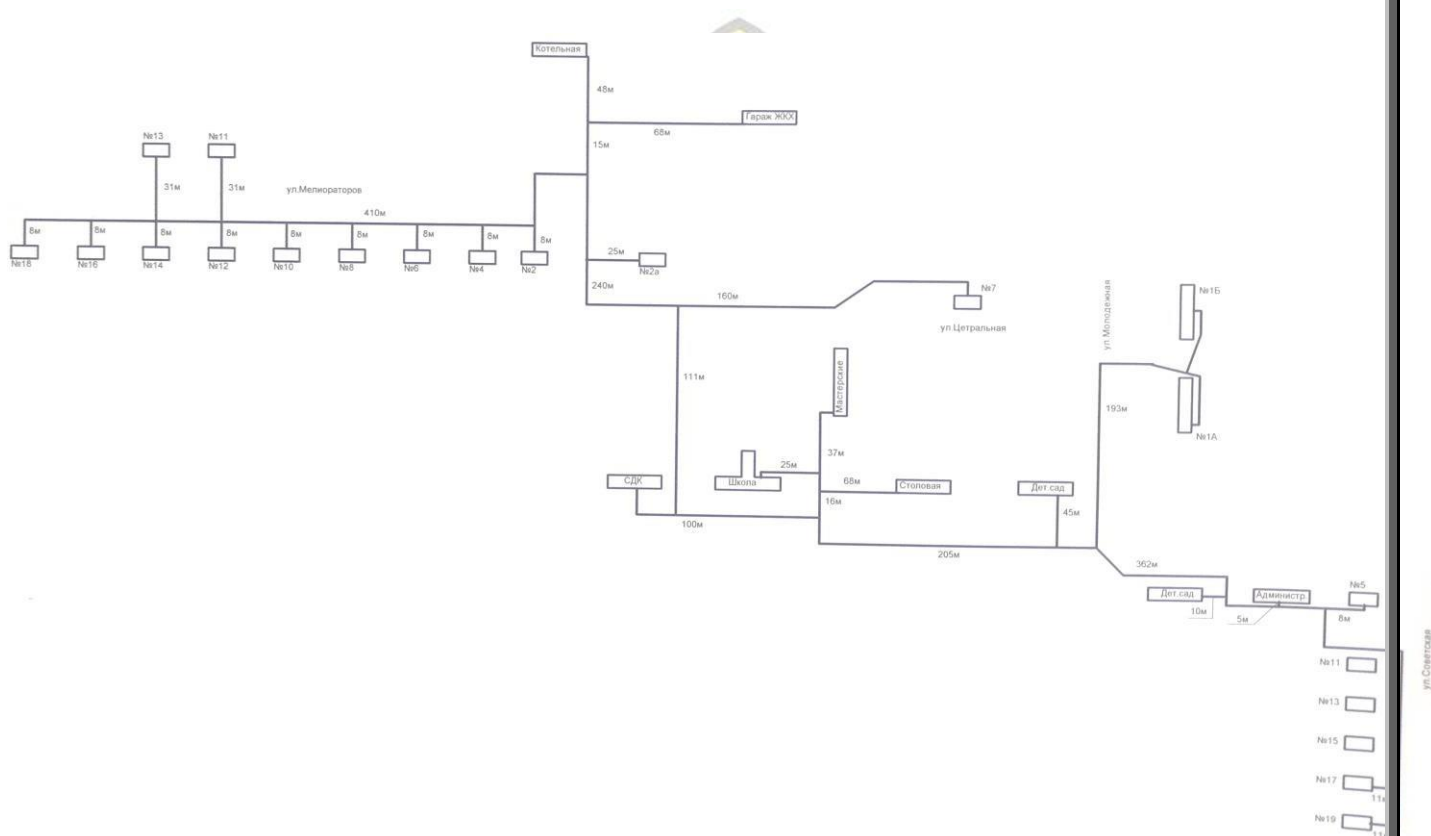 Котельная
48м
Гараж ЖКХ
68м
15м
№13
№11
31м
31м
ул.Мелиораторов
410м
8м
8м
8м
8м
8м
8м
8м
8м
8м
№18
№16
№14
№12
№10
№8
№6
№4
№2
25м
№2а
240м
160м
№7
ул.Цетральная
ул.Молодежная
№1Б
111м
Мастерские
193м
№1А
37м
25м
СДК
Школа
68м
Столовая
Дет.сад
16м
45м
100м
205м
362м
Дет.сад
Администр.
№5
10м
5м
8м
ул.Советская
№11
№13
№15
№17
11
№19
11